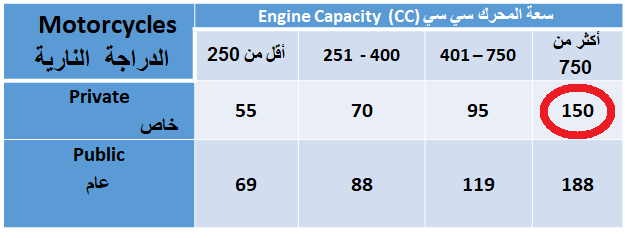 Motorcycles
الدراجة النارية
Engine Capacity (CC) سعة المحرك سي سي
أقل من 250
251 - 400
401 – 750
أكثر من
750
Private
خاص
55
70
95
150
Public
عام
69
88
119
188